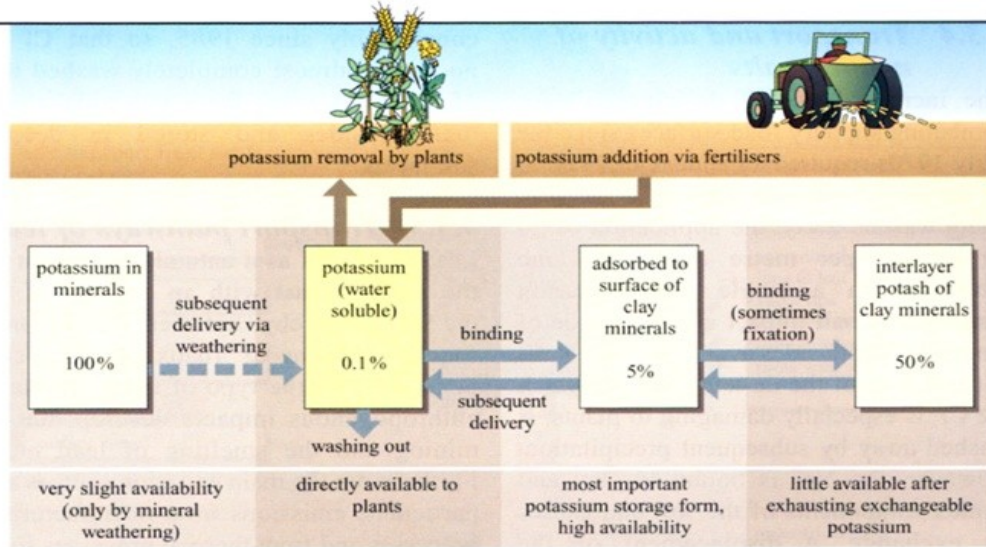 potassium removal by plants
potassium addition via fertilisers
potassium in
minerals
100%
subsequent
delivery via
weathering
potassium
(water
soluble)
0.1%
binding
subsequent
delivery
washing out
adsorbed to
surface of
clay
minerals
5%
binding
(sometimes
fixation)
interlayer
potash of
clay minerals
50%
very slight availability
(only by mineral
weathering)
directly available to
plants
most important
potassium storage form,
high availability
little available after
exhausting exchangeable
potassium